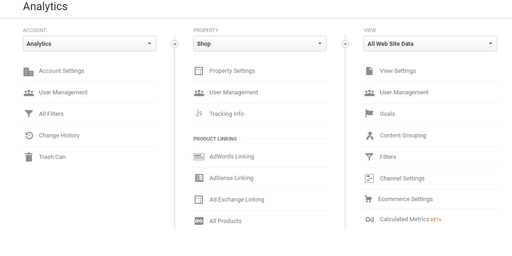 Analytics
ACCOUNT
Analytics
Account Settings
User Management
All Filters
Change History
Trash Can
PROPERTY
Shop
Property Settings
User Management
.js Tracking Info
PRODUCT LINKING
AdWords Linking
AdSense Linking
Ad Exchange Linking
All Products
VIEW
All Web Site Data
View Settings
User Management
Goals
Content Grouping
Filters
Channel Settings
Ecommerce Settings
Dd Calculated Metrics BETA